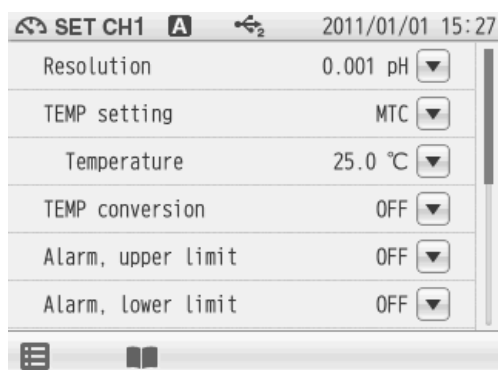 SET CH1 A 2 2011/01/01 15:27
Resolution 0.001 pH
TEMP setting MTC
Temperature 25.0 ℃
TEMP conversion OFF
Alarm, upper limit OFF
Alarm, lower limit OFF